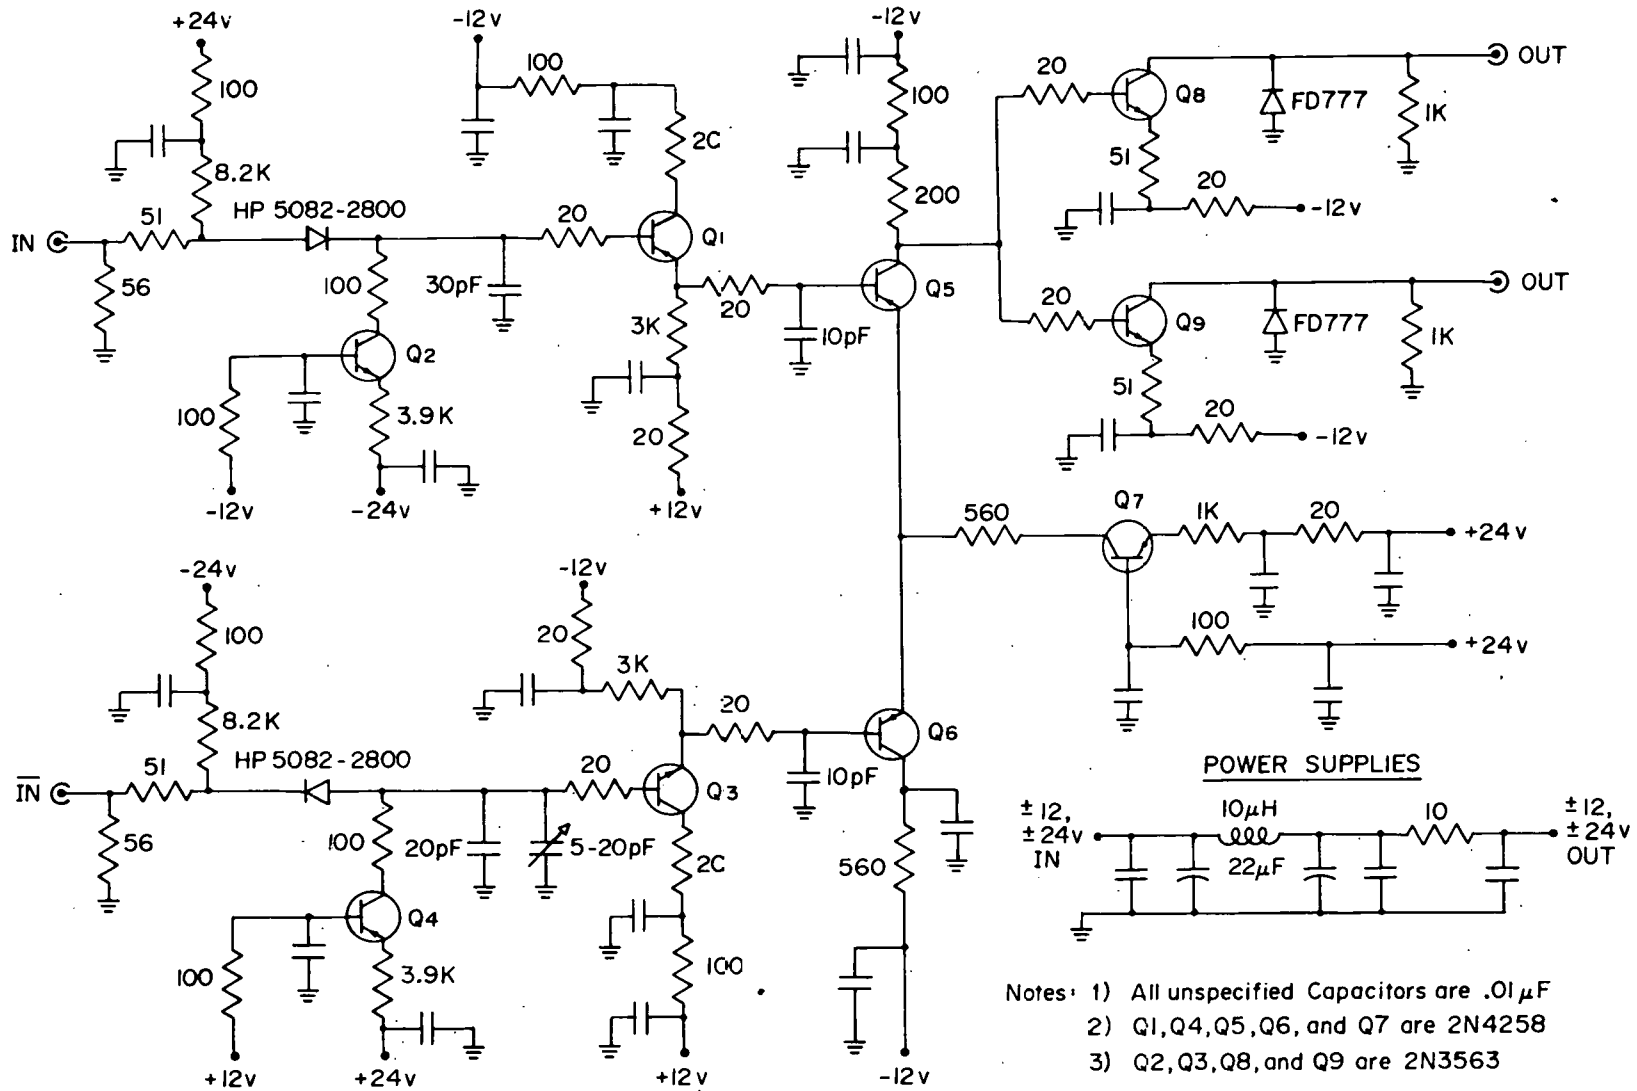 +24v
-12v
-12v
100
100
20
Q8
OUT
100
FD777
1K
2C
8.2K
51
200
20
-12v
HP 5082-2800
51
20
IN
Q1
56
100
30pF
20
Q5
20
Q9
OUT
3K
10pF
FD777
1K
Q2
51
20
100
3.9K
20
-12v
-12v
-24v
+12v
560
Q7
1K
20
+24v
-24v
-12v
100
20
100
+24v
3K
8.2K
20
HP 5082-2800
Q6
51
20
POWER SUPPLIES
IN
Q3
10pF
56
100
20pF
5-20pF
±12,
±24v
IN
10µH
22µF
10
±12,
±24v
OUT
2C
560
Q4
100
3.9K
100
Notes: 1) All unspecified Capacitors are .01µF
2) Q1,Q4,Q5,Q6, and Q7 are 2N4258
3) Q2,Q3,Q8, and Q9 are 2N3563
+12v
+24v
+12v
-12v